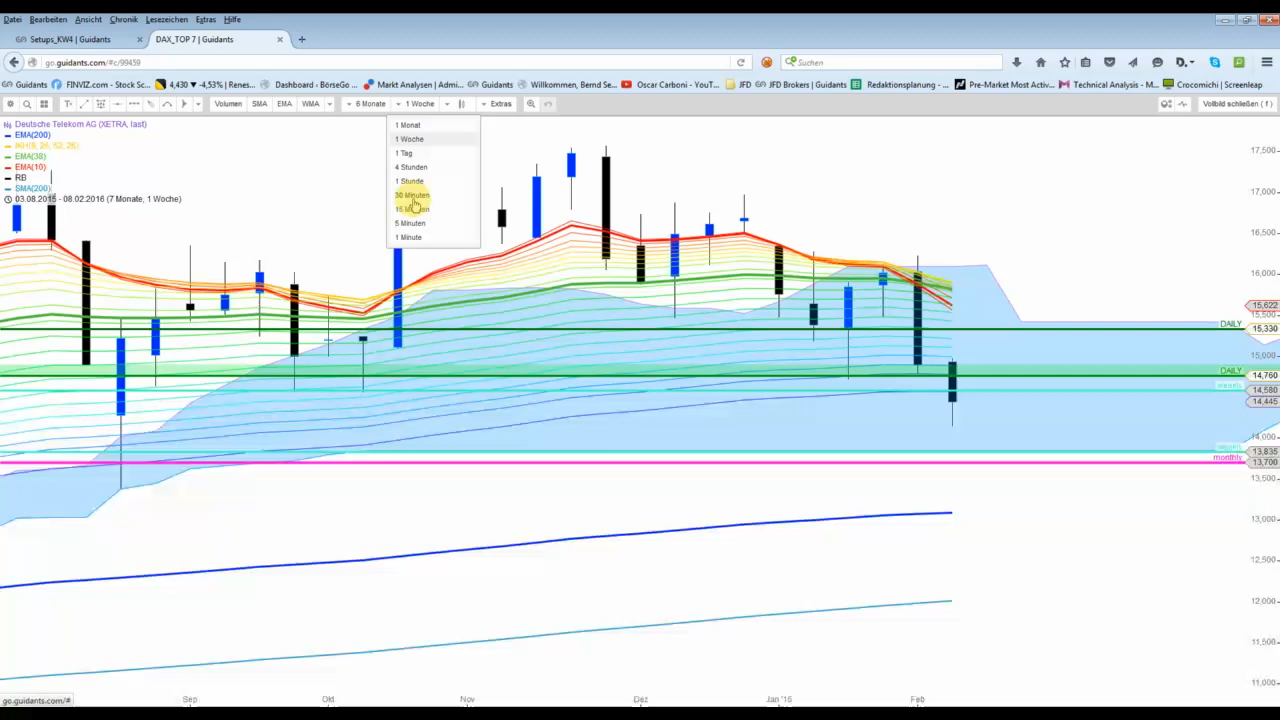 Datei Bearbeiten Ansicht Chronik Lesezeichen Extras Hilfe
Setups_KW4 | Guidants × DAX_TOP 7 | Guidants × +
go.guidants.com/#c/99459 Suchen
Guidants FINVIZ.com - Stock Sc... 4,430 ▼ -4,53% | Renes... Dashboard - BörseGo ... Markt Analysen | Admi... Guidants Willkommen, Bernd Se... Oscar Carboni - YouT... JFD JFD Brokers | Guidants Redaktionsplanung - ... Pre-Market Most Activ... Technical Analysis - M... Crocomichi | Screenleap
Volumen SMA EMA WMA 6 Monate 1 Woche Extras Vollbild schließen ( f )
Deutsche Telekom AG (XETRA, last)
EMA(200)
EMA(38)
EMA(10)
RB
SMA(200)
03.08.2015 - 08.02.2016 (7 Monate, 1 Woche)
1 Monat
1 Woche
1 Tag
4 Stunden
1 Stunde
30 Minuten
15 Minuten
5 Minuten
1 Minute
17,500
17,000
16,500
16,000
15,622
15,500
DAILY 15,330
15,000
DAILY 14,760
weekly 14,580
14,445
14,000
weekly 13,835
monthly 13,700
13,500
13,000
12,500
12,000
11,500
11,000
Sep Okt Nov Dez Jan '16 Feb
go.guidants.com/#